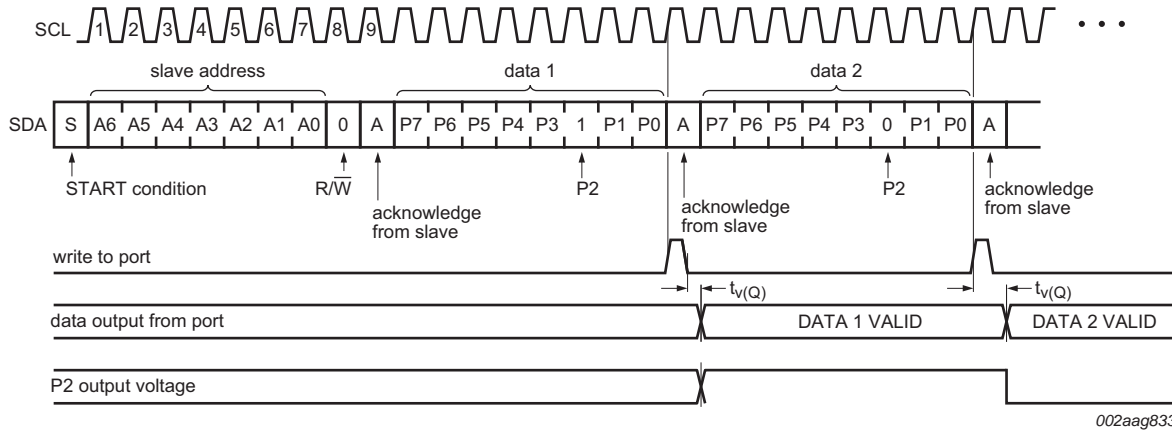 SCL 1 2 3 4 5 6 7 8 9
slave address data 1 data 2
SDA S A6 A5 A4 A3 A2 A1 A0 0 A P7 P6 P5 P4 P3 1 P1 P0 A P7 P6 P5 P4 P3 0 P1 P0 A
START condition R/W P2 P2
acknowledge from slave
acknowledge from slave
acknowledge from slave
write to port
tv(Q) tv(Q)
data output from port DATA 1 VALID DATA 2 VALID
P2 output voltage
002aag833